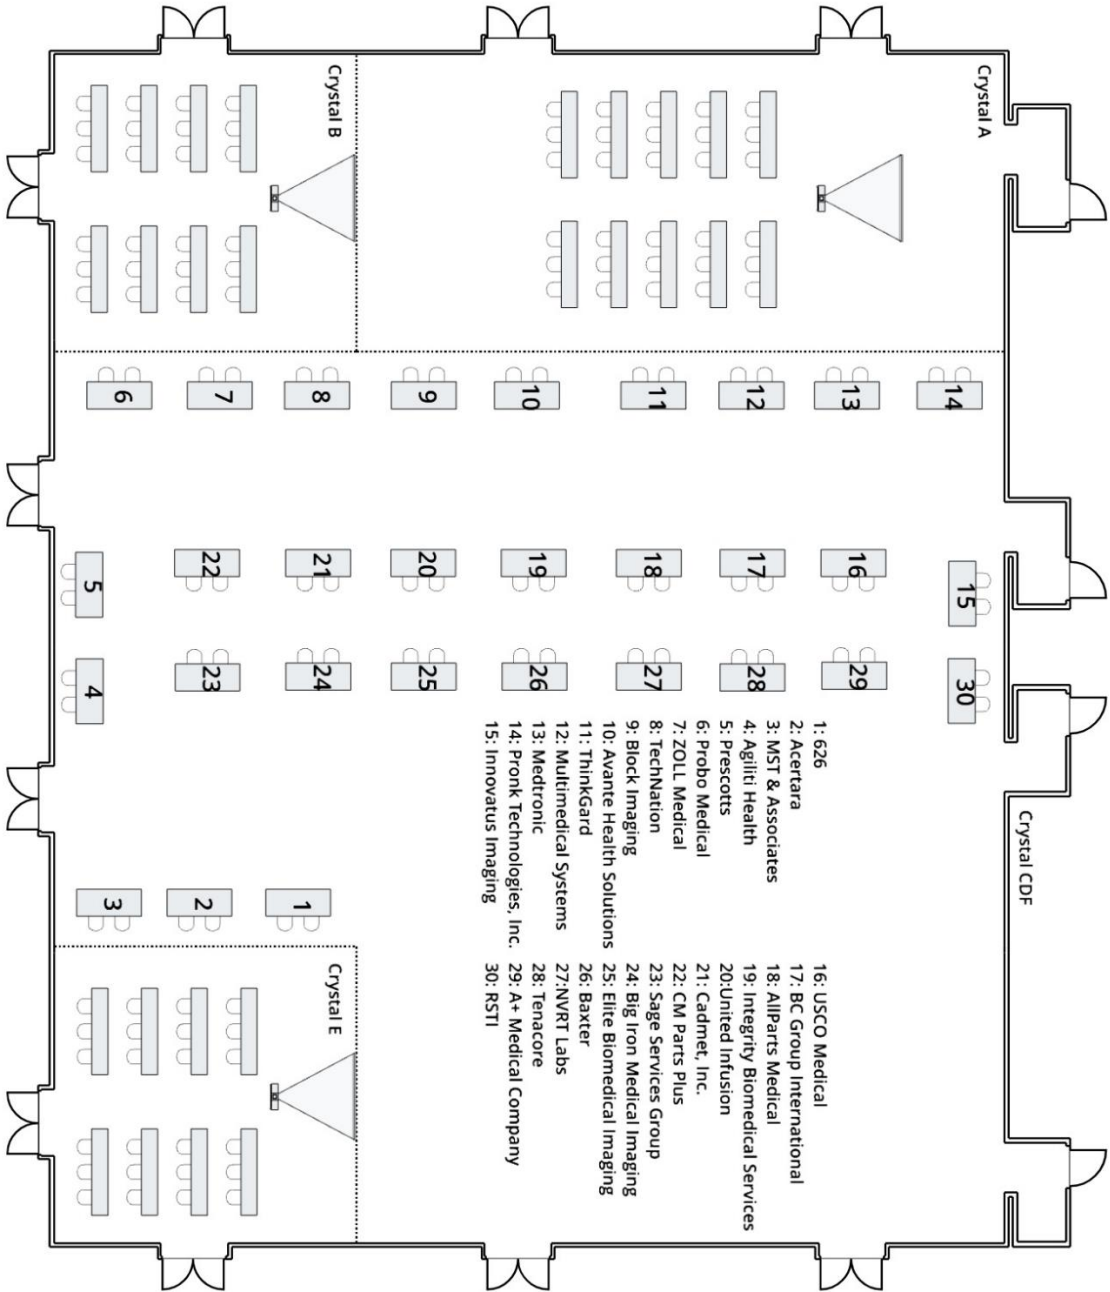 Crystal A
Crystal B
14
13
12
11
10
9
8
7
6
15
16
17
18
19
20
21
22
5
30
29
28
27
26
25
24
23
4
1: 626
2: Acertara
3: MST & Associates
4: Agiliti Health
5: Prescotts
6: Probo Medical
7: ZOLL Medical
8: TechNation
9: Block Imaging
10: Avante Health Solutions
11: ThinkGard
12: Multimedical Systems
13: Medtronic
14: Pronk Technologies, Inc.
15: Innovatus Imaging
16: USCO Medical
17: BC Group International
18: AllParts Medical
19: Integrity Biomedical Services
20:United Infusion
21: Cadmet, Inc.
22: CM Parts Plus
23: Sage Services Group
24: Big Iron Medical Imaging
25: Elite Biomedical Imaging
26: Baxter
27:NVRT Labs
28: Tenacore
29: A+ Medical Company
30: RSTI
Crystal CDF
1
2
3
Crystal E